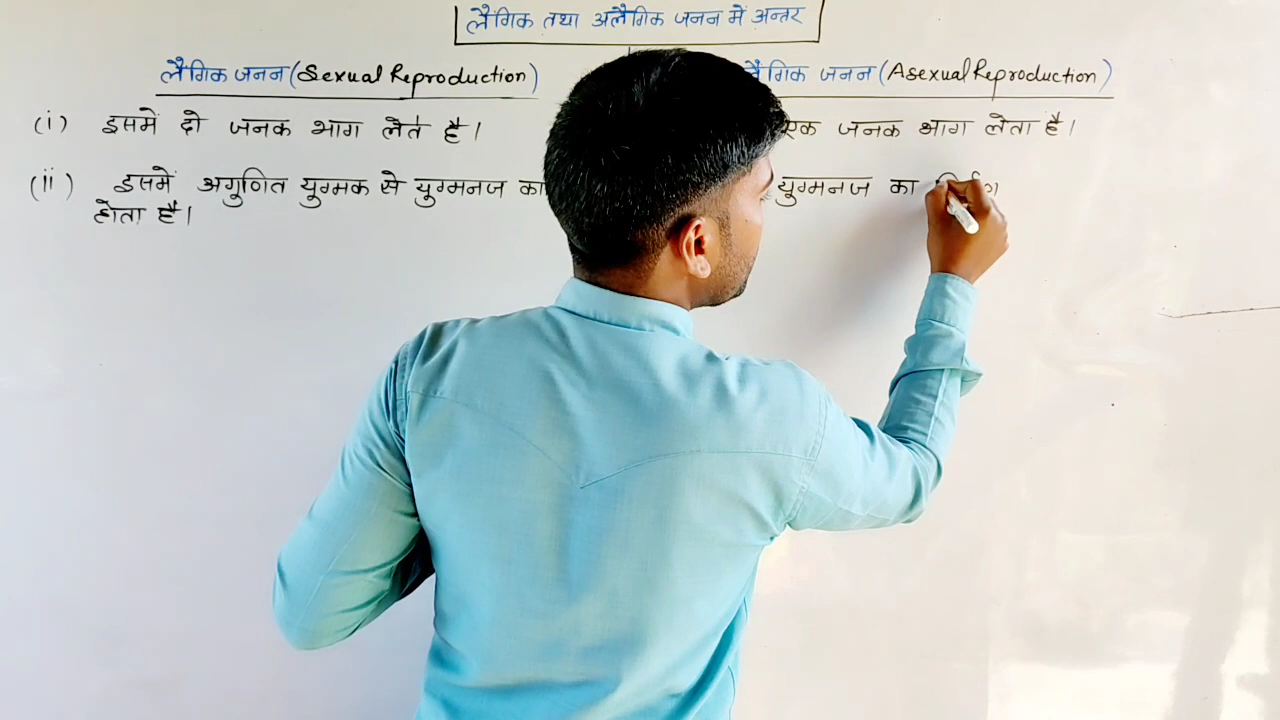 लैंगिक तथा अलैंगिक जनन में अन्तर
लैंगिक जनन (Sexual Reproduction)
लैंगिक जनन (Asexual Reproduction)
(i) इसमें दो जनक भाग लेते है।
एक जनक भाग लेता है।
(ii) इसमें अगुणित युग्मक से युग्मनज का
होता है।
युग्मनज का